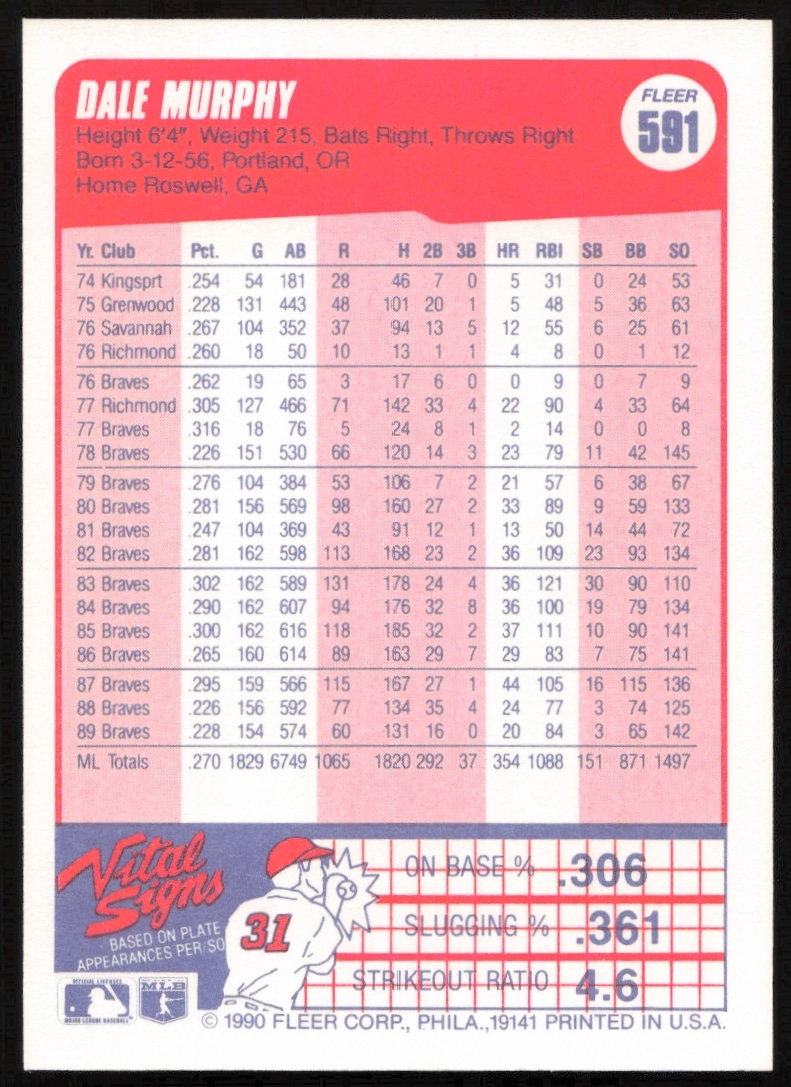 DALE MURPHY
FLEER
591
Height 6'4", Weight 215, Bats Right, Throws Right
Born 3-12-56, Portland, OR
Home Roswell, GA
Yr. Club Pct. G AB R H 2B 3B HR RBI SB BB SO
74 Kingsprt .254 54 181 28 46 7 0 5 31 0 24 53
75 Grenwood .228 131 443 48 101 20 1 5 48 5 36 63
76 Savannah .267 104 352 37 94 13 5 12 55 6 25 61
76 Richmond .260 18 50 10 13 1 1 4 8 0 1 12
76 Braves .262 19 65 3 17 6 0 0 9 0 7 9
77 Richmond .305 127 466 71 142 33 4 22 90 4 33 64
77 Braves .316 18 76 5 24 8 1 2 14 0 0 8
78 Braves .226 151 530 66 120 14 3 23 79 11 42 145
79 Braves .276 104 384 53 106 7 2 21 57 6 38 67
80 Braves .281 156 569 98 160 27 2 33 89 9 59 133
81 Braves .247 104 369 43 91 12 1 13 50 14 44 72
82 Braves .281 162 598 113 168 23 2 36 109 23 93 134
83 Braves .302 162 589 131 178 24 4 36 121 30 90 110
84 Braves .290 162 607 94 176 32 8 36 100 19 79 134
85 Braves .300 162 616 118 185 32 2 37 111 10 90 141
86 Braves .265 160 614 89 163 29 7 29 83 7 75 141
87 Braves .295 159 566 115 167 27 1 44 105 16 115 136
88 Braves .226 156 592 77 134 35 4 24 77 3 74 125
89 Braves .228 154 574 60 131 16 0 20 84 3 65 142
ML Totals .270 1829 6749 1065 1820 292 37 354 1088 151 871 1497
Vital
Signs
BASED ON PLATE
APPEARANCES PER/SO
31
ON BASE % .306
SLUGGING % .361
STRIKEOUT RATIO 4.6
OFFICIAL LICENSEE
MAJOR LEAGUE BASEBALL
MLB
© 1990 FLEER CORP., PHILA., 19141 PRINTED IN U.S.A.